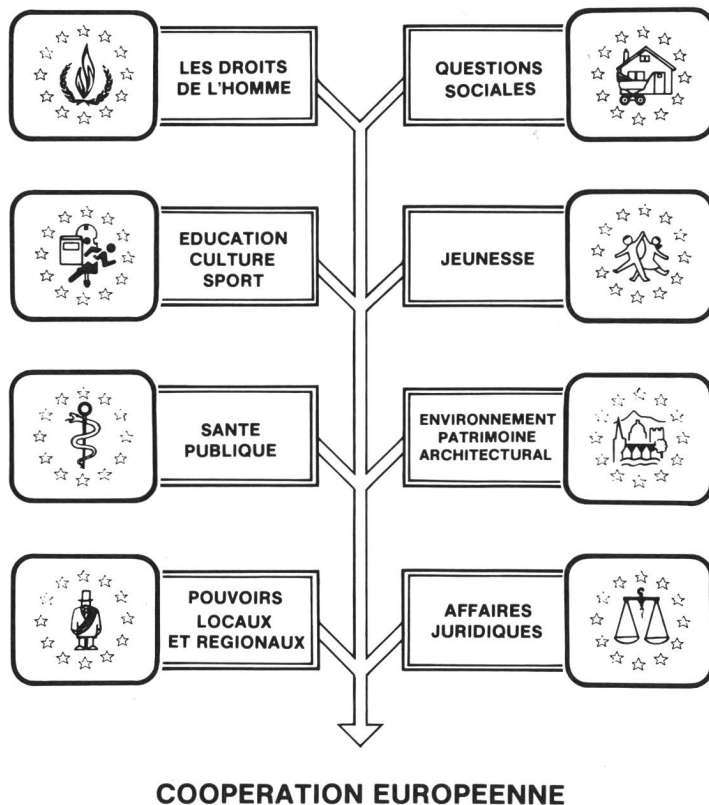 LES DROITS
DE L'HOMME
QUESTIONS
SOCIALES
EDUCATION
CULTURE
SPORT
JEUNESSE
SANTE
PUBLIQUE
ENVIRONNEMENT
PATRIMOINE
ARCHITECTURAL
POUVOIRS
LOCAUX
ET REGIONAUX
AFFAIRES
JURIDIQUES
COOPERATION EUROPEENNE